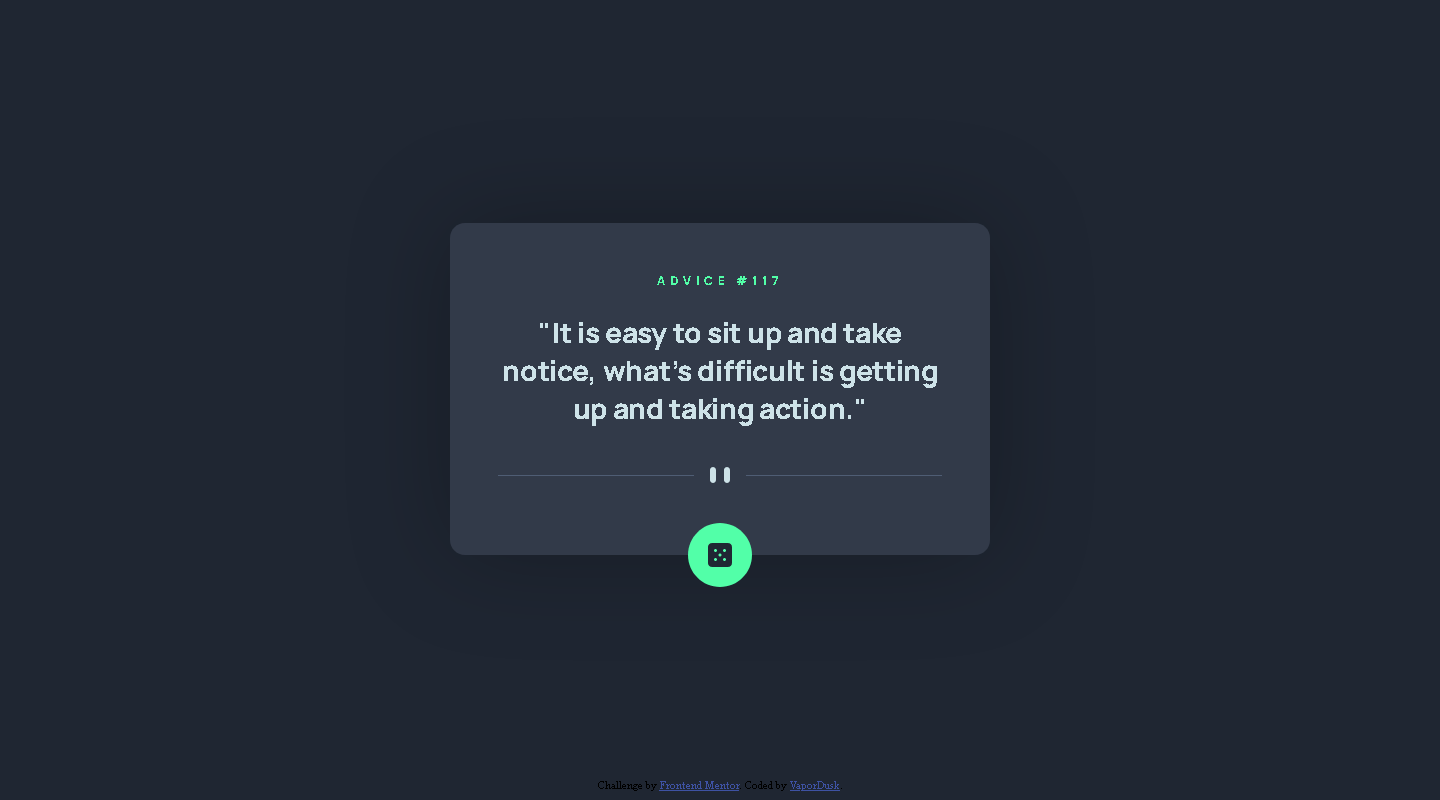 ADVICE #117
"It is easy to sit up and take
notice, what's difficult is getting
up and taking action."
Challenge by Frontend Mentor. Coded by VaporDusk.